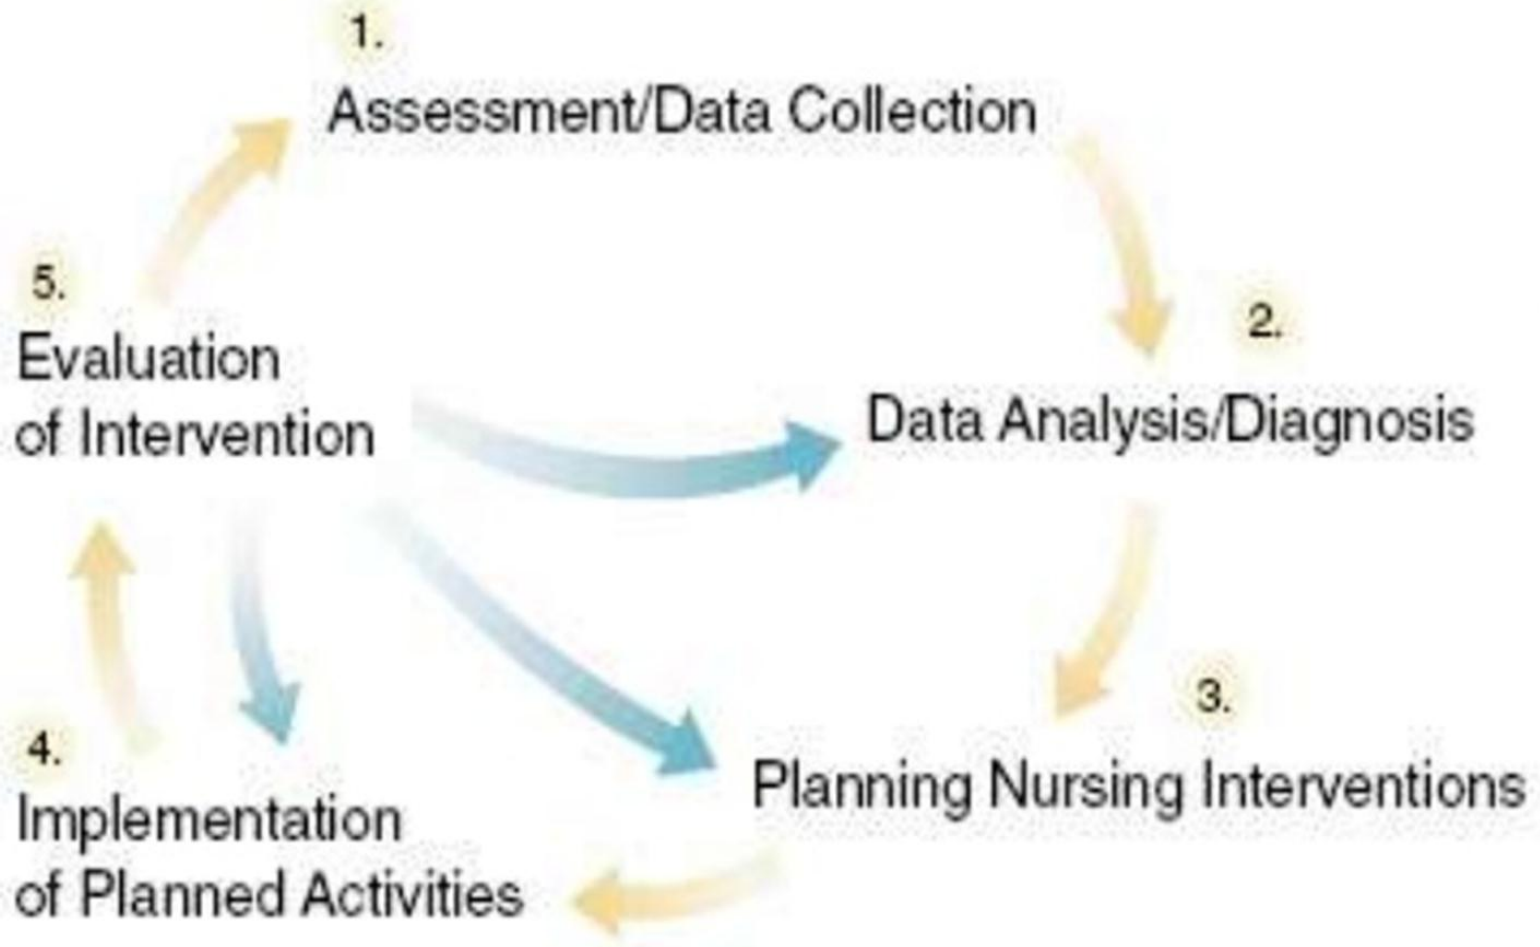 1.
Assessment/Data Collection
2.
Data Analysis/Diagnosis
3.
Planning Nursing Interventions
4.
Implementation
of Planned Activities
5.
Evaluation
of Intervention